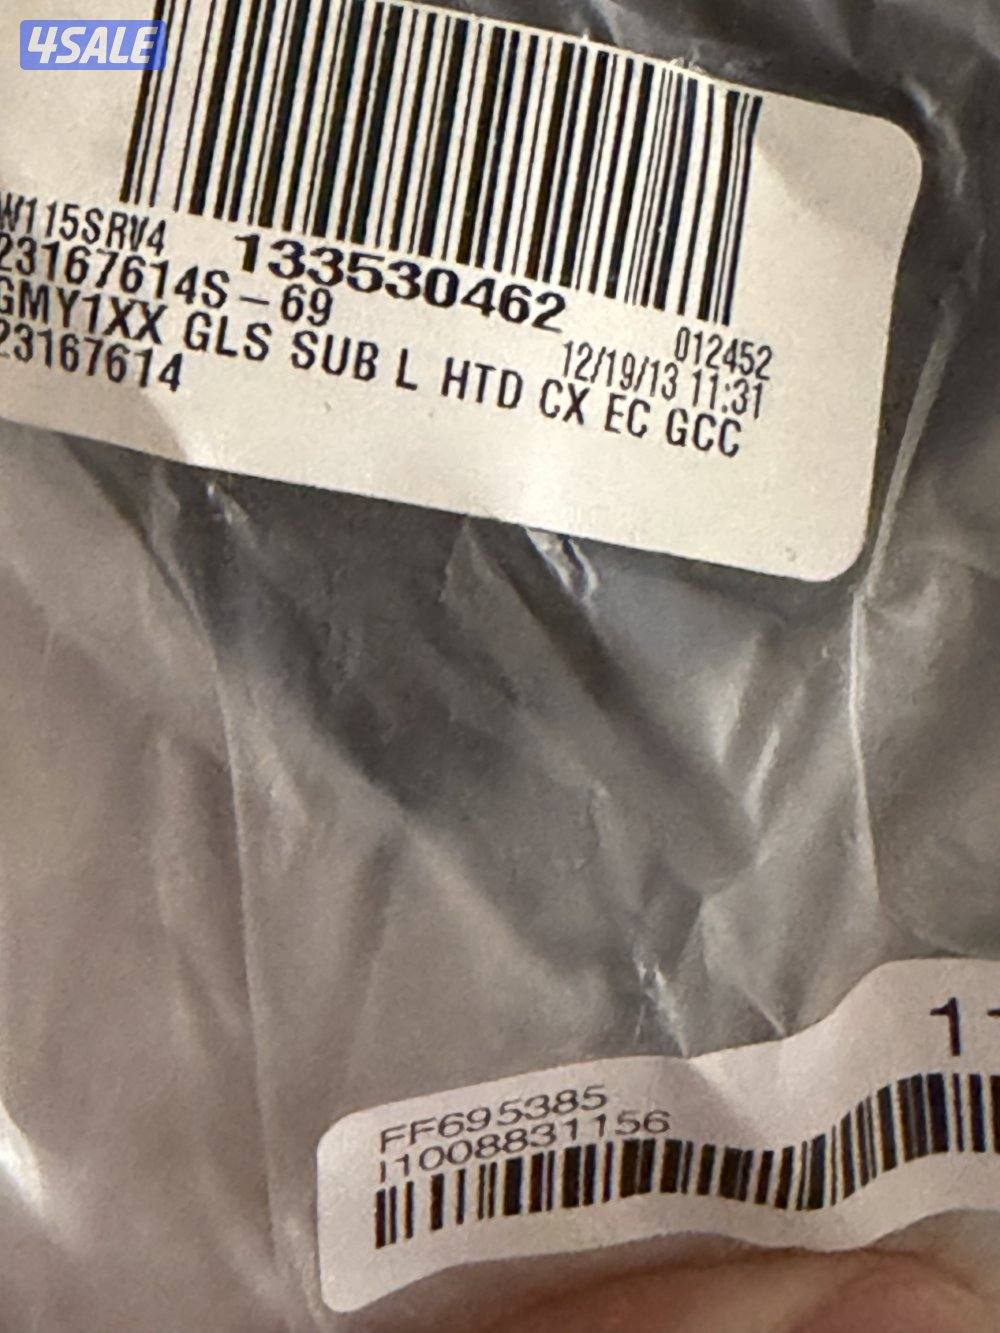 4SALE
W115SRV4
133530462
012452
23167614S-69
12/19/13 11:31
GMY1XX GLS SUB L HTD CX EC GCC
23167614
FF695385
I1008831156